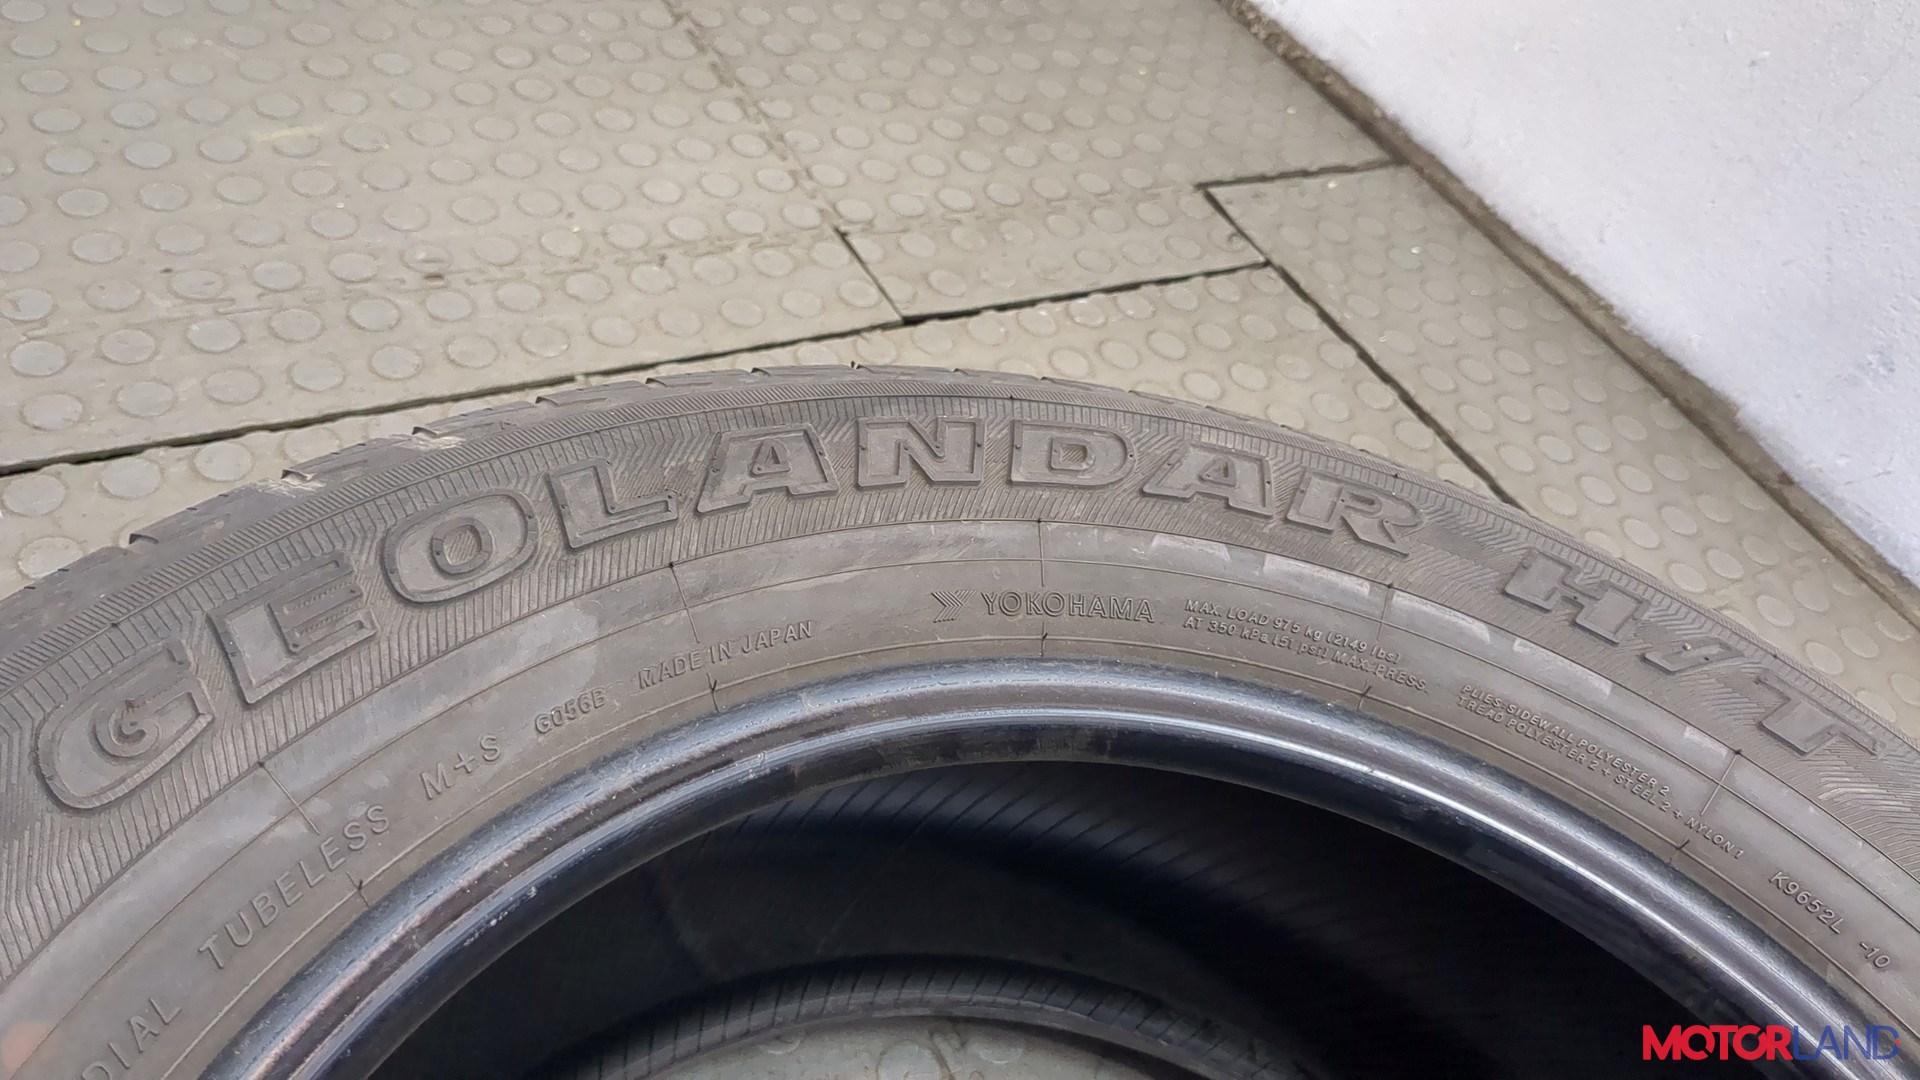 GEOLANDAR H/T
YOKOHAMA
MAX. LOAD 975 kg (2149 lbs)
AT 350 kPa (51 psi) MAX. PRESS.
PLIES: SIDEWALL POLYESTER 2
TREAD POLYESTER 2 + STEEL 2 + NYLON 1
K9652L -10
TUBELESS M+S G056B MADE IN JAPAN
MOTORLAND